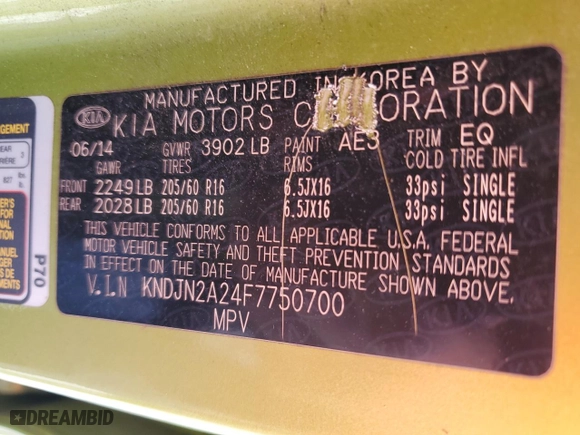 MANUFACTURED IN KOREA BY
KIA KIA MOTORS C RATION
06/14 GVWR 3902 LB PAINT AE3 TRIM EQ
GAWR TIRES RIMS COLD TIRE INFL
FRONT 2249 LB 205/60 R16 6.5JX16 33psi SINGLE
REAR 2028 LB 205/60 R16 6.5JX16 33psi SINGLE
THIS VEHICLE CONFORMS TO ALL APPLICABLE U.S.A. FEDERAL
MOTOR VEHICLE SAFETY AND THEFT PREVENTION STANDARDS
IN EFFECT ON THE DATE OF MANUFACTURE SHOWN ABOVE.
V.I.N KNDJN2A24F7750700
MPV
P70
DREAMBID